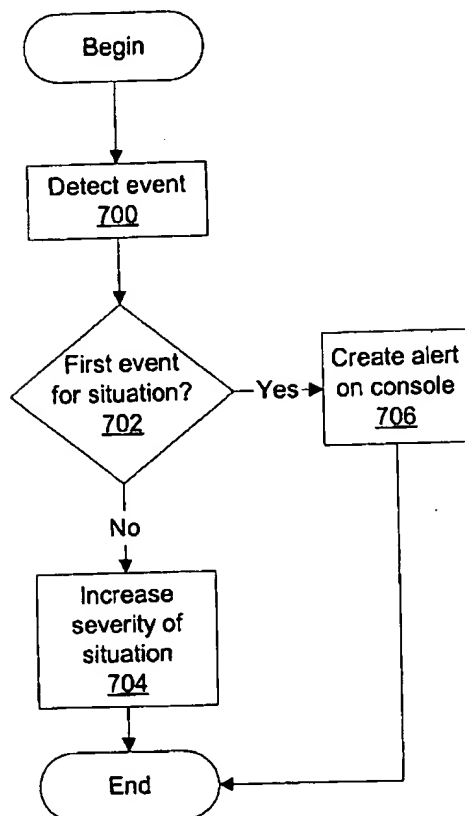 Begin
Detect event
700
First event
for situation?
702
Yes
Create alert
on console
706
No
Increase
severity of
situation
704
End